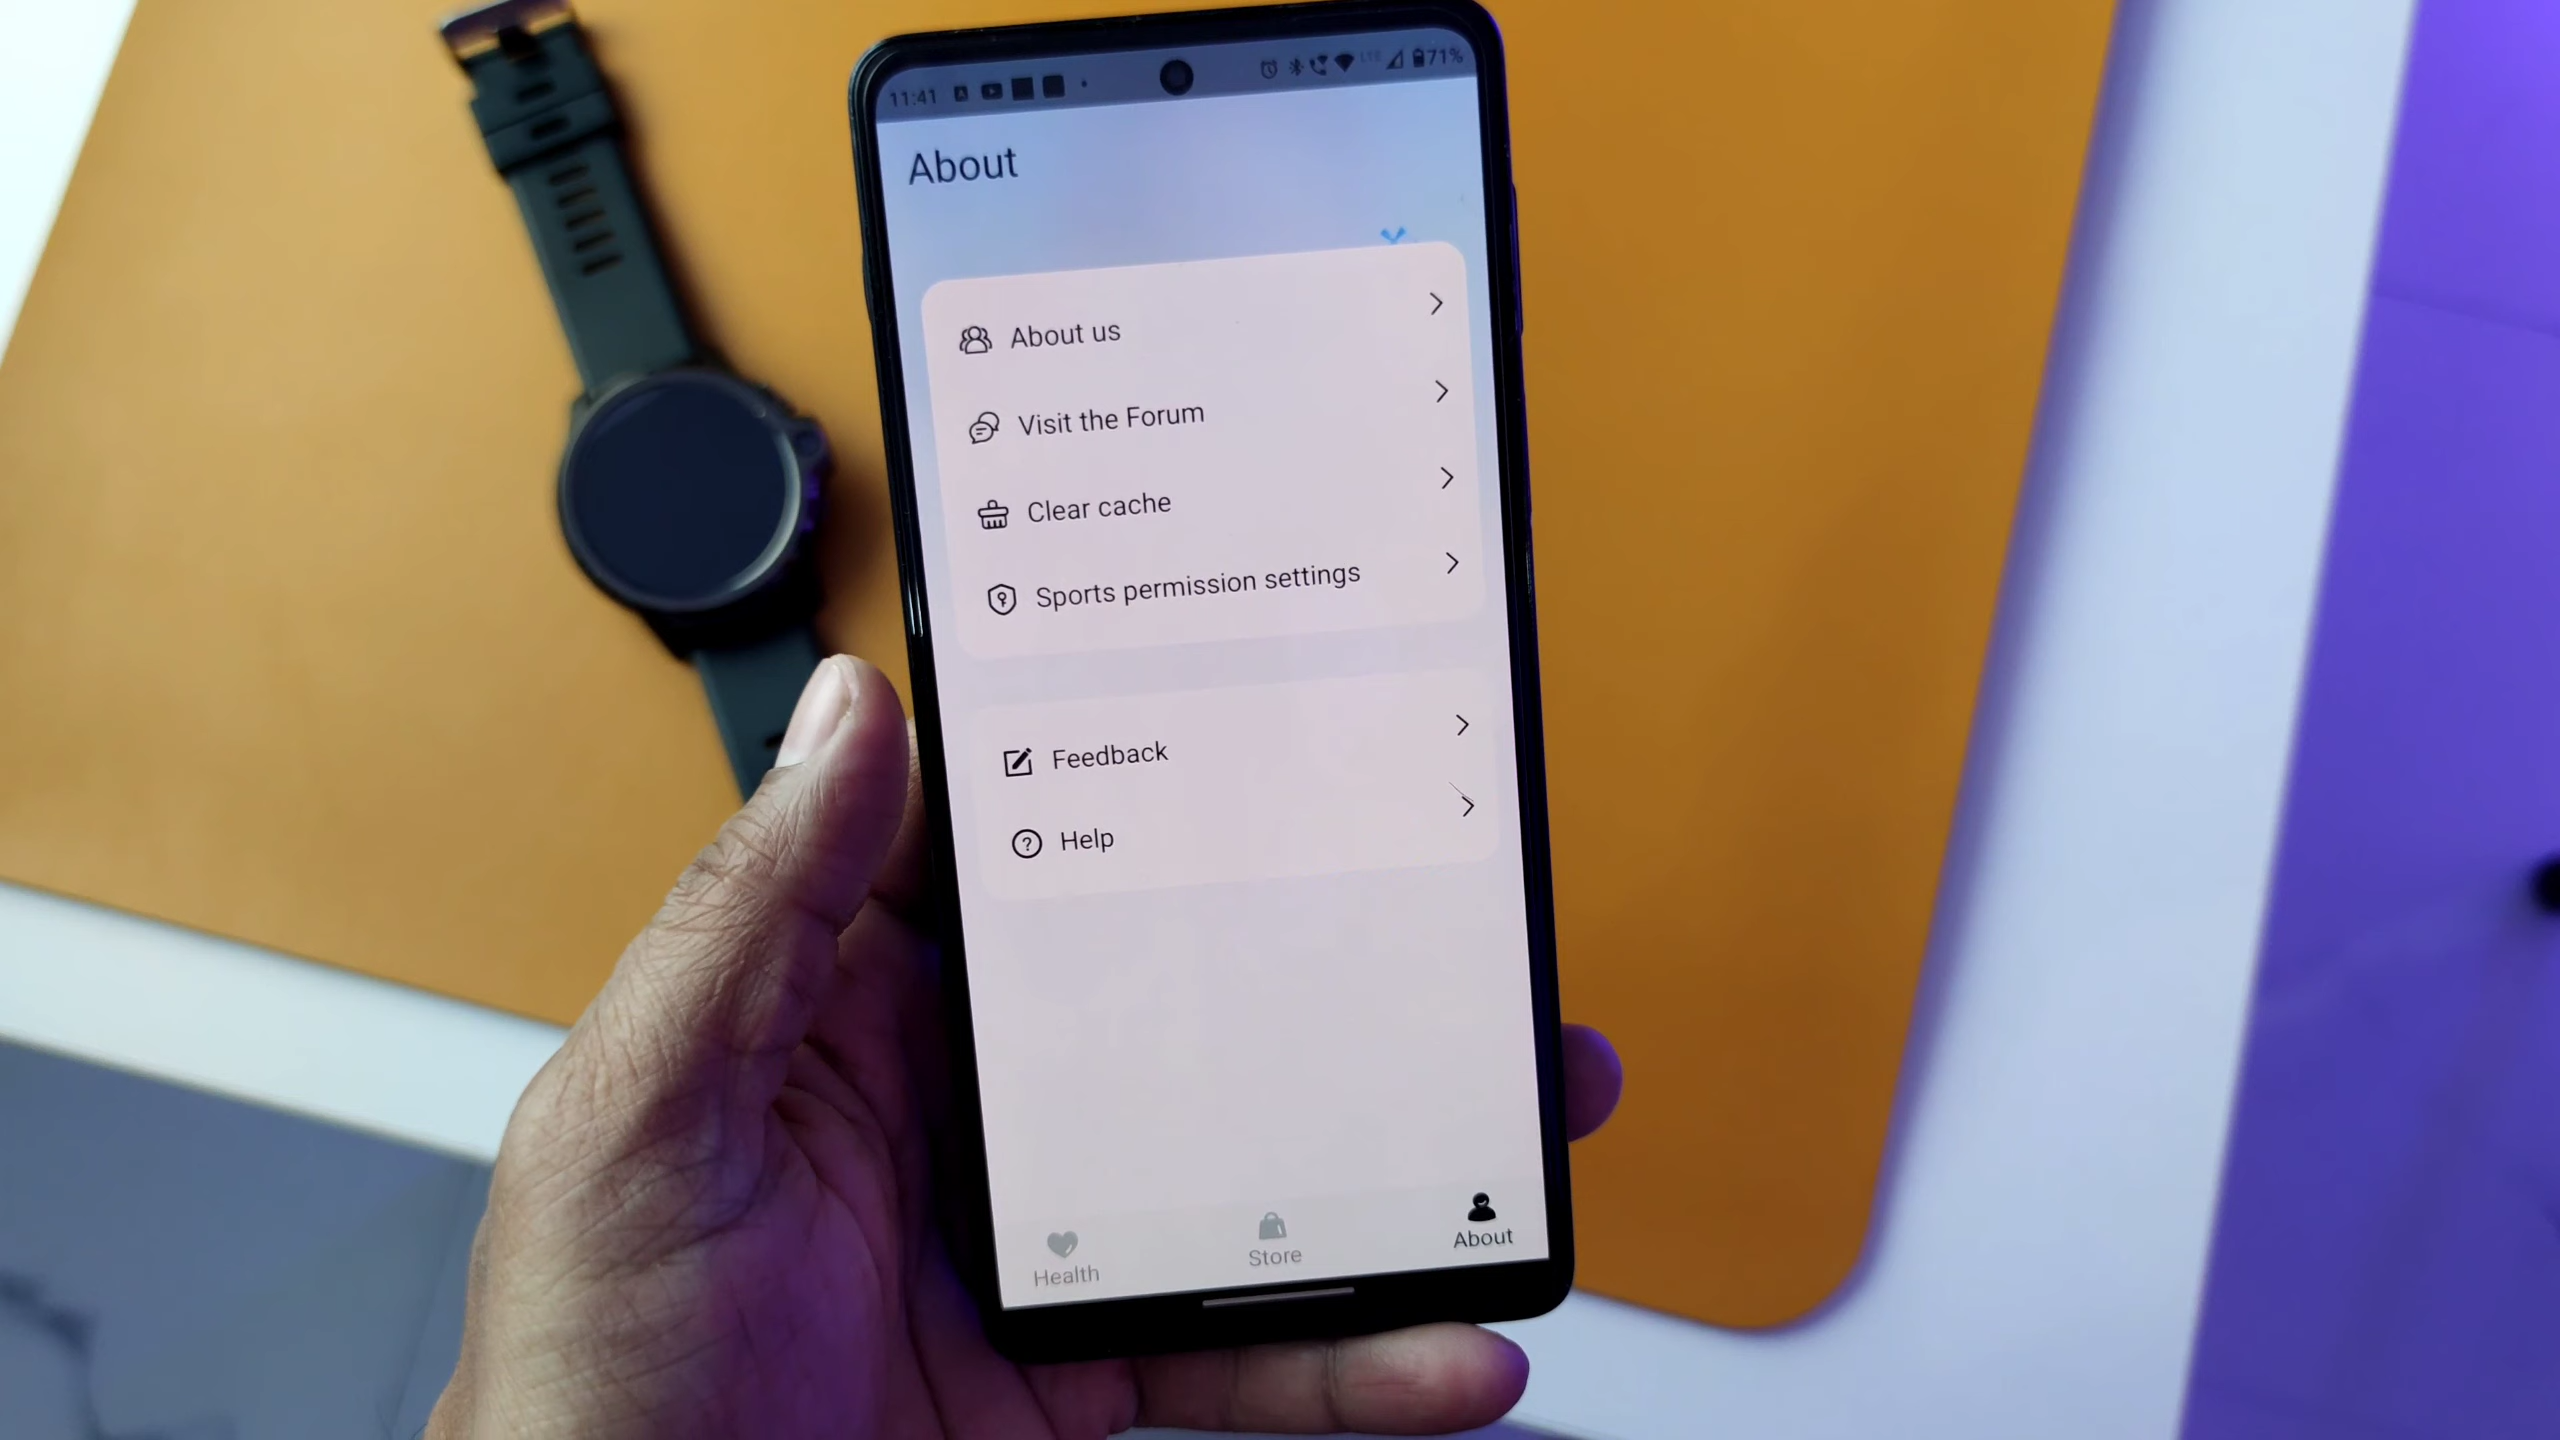 11:41 LTE 71%
About
About us
Visit the Forum
Clear cache
Sports permission settings
Feedback
Help
Health Store About